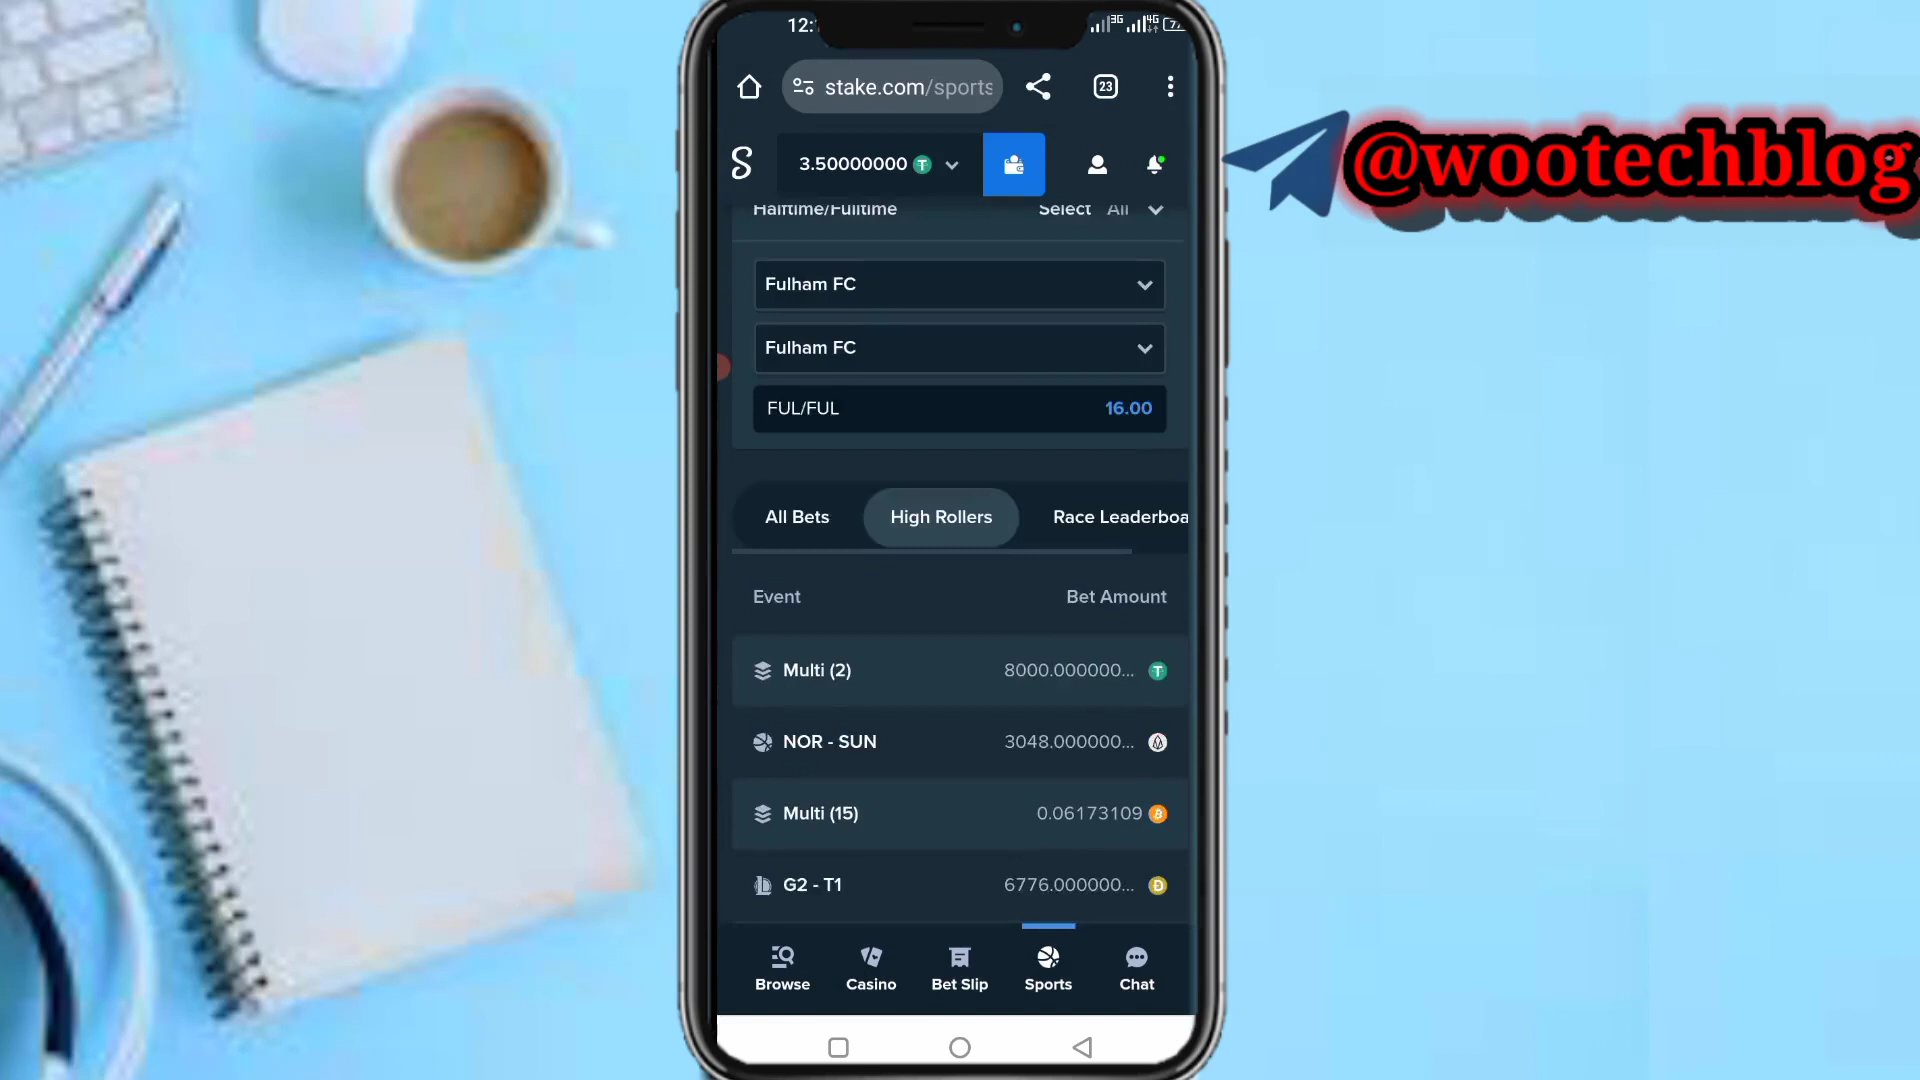 12:
3G 4G
stake.com/sports
23
3.50000000
Halftime/Fulltime Select All
Fulham FC
Fulham FC
FUL/FUL 16.00
All Bets High Rollers Race Leaderboa
Event Bet Amount
Multi (2) 8000.000000...
NOR - SUN 3048.000000...
Multi (15) 0.06173109
G2 - T1 6776.000000...
Browse Casino Bet Slip Sports Chat
@wootechblog